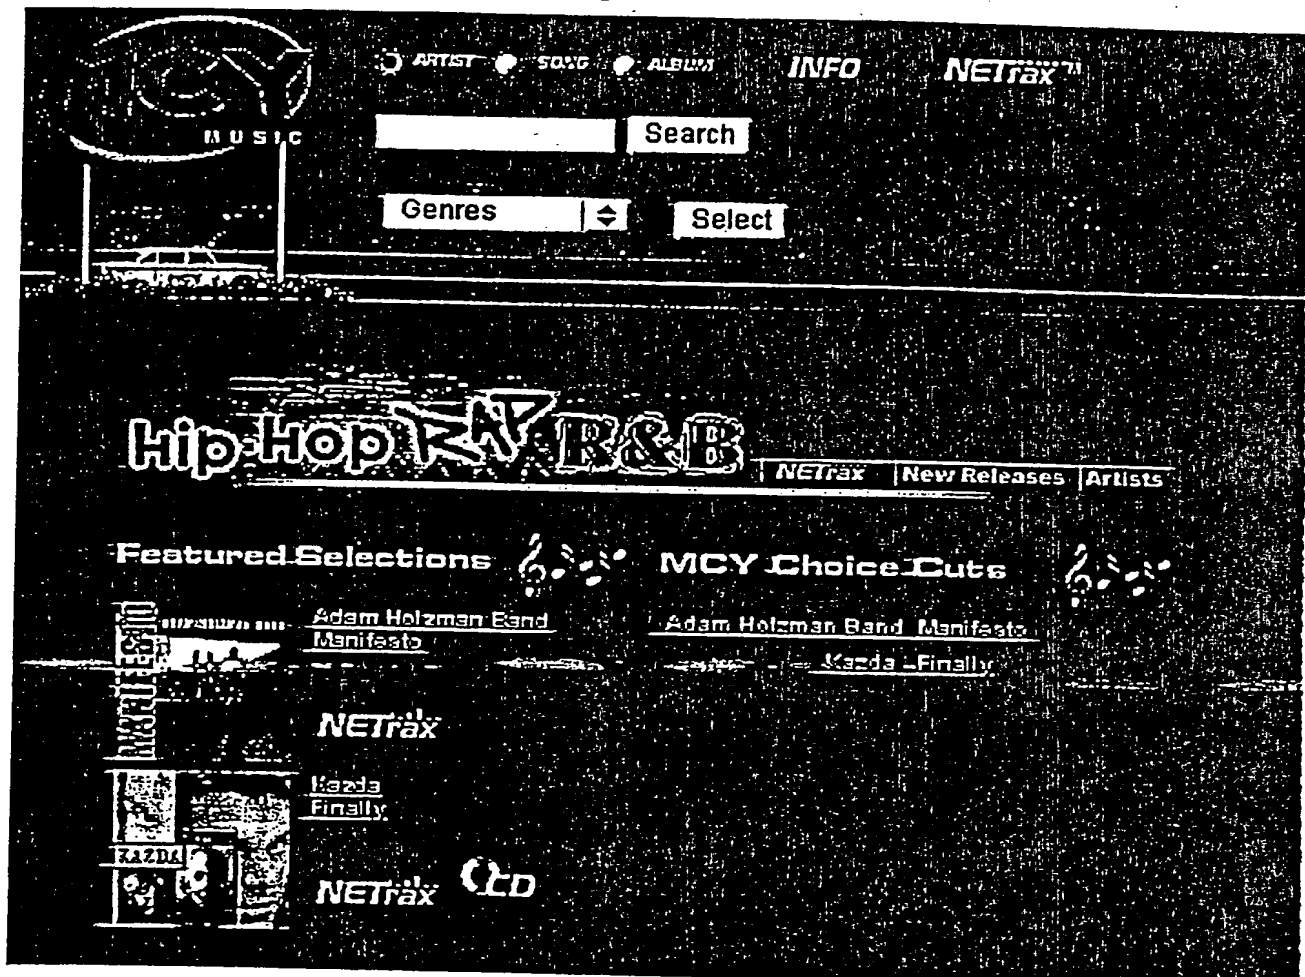 MUSIC
ARTIST SONG ALBUM INFO NETrax
Search
Genres Select
Hip-Hop RAP R&B
NETrax New Releases Artists
Featured Selections MCY Choice Cuts
Adam Holzman Band
Manifesto
Adam Holzman Band Manifesto
Kazda Finally
NETrax
Kazda
Finally
KAZDA
NETrax CD